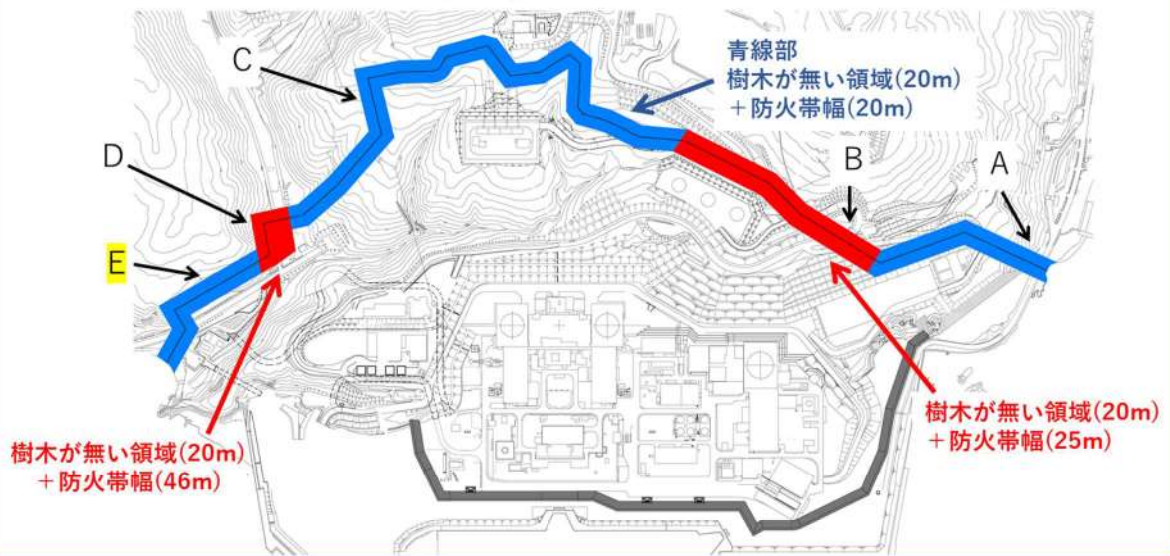 C
青線部
樹木が無い領域(20m)
＋防火帯幅(20m)
D
B
A
E
樹木が無い領域(20m)
＋防火帯幅(46m)
樹木が無い領域(20m)
＋防火帯幅(25m)